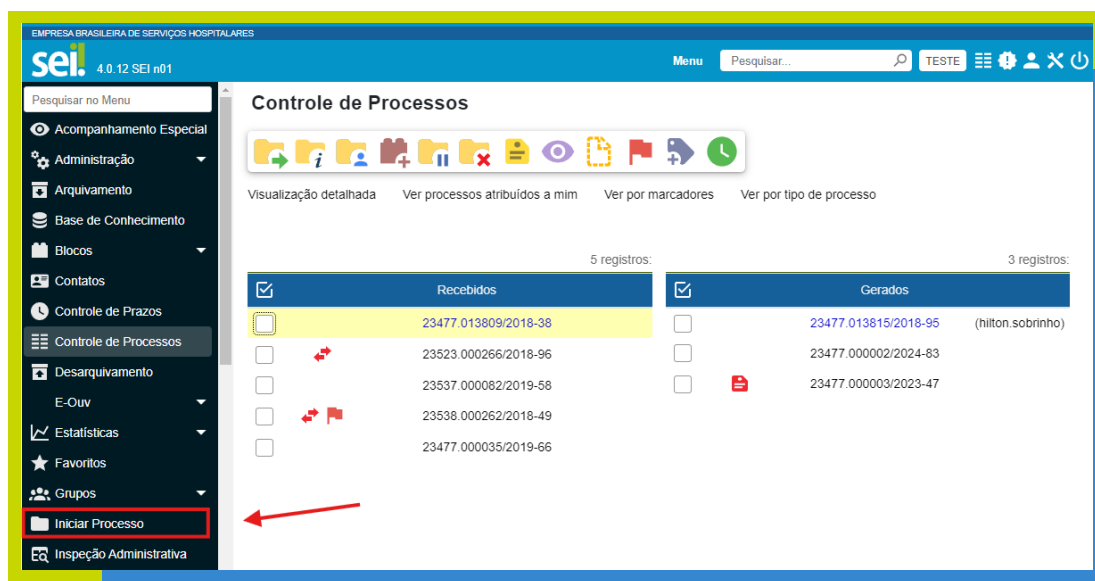 EMPRESA BRASILEIRA DE SERVIÇOS HOSPITALARES
sei! 4.0.12 SEI n01
Menu Pesquisar... TESTE
Pesquisar no Menu
Acompanhamento Especial
Administração
Arquivamento
Base de Conhecimento
Blocos
Contatos
Controle de Prazos
Controle de Processos
Desarquivamento
E-Ouv
Estatísticas
Favoritos
Grupos
Iniciar Processo
Inspeção Administrativa
Controle de Processos
Visualização detalhada Ver processos atribuídos a mim Ver por marcadores Ver por tipo de processo
5 registros:
Recebidos
23477.013809/2018-38
23523.000266/2018-96
23537.000082/2019-58
23538.000262/2018-49
23477.000035/2019-66
3 registros:
Gerados
23477.013815/2018-95 (hilton.sobrinho)
23477.000002/2024-83
23477.000003/2023-47